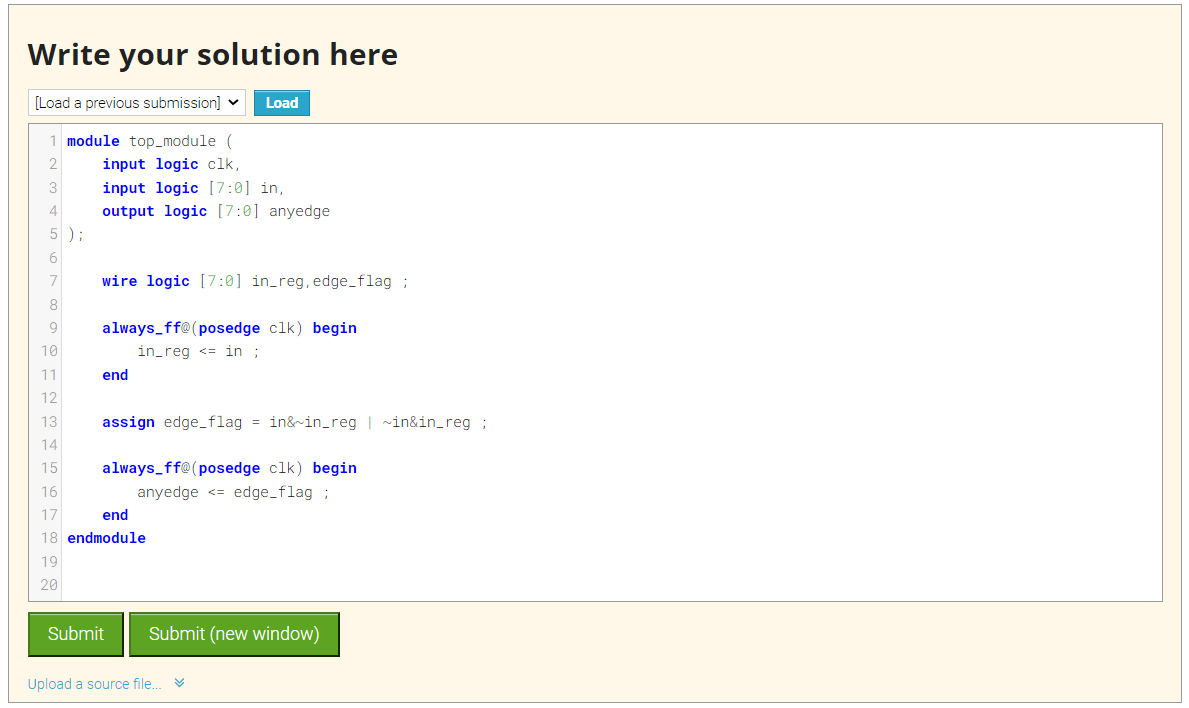 Write your solution here
[Load a previous submission] Load
1 module top_module (
2     input logic clk,
3     input logic [7:0] in,
4     output logic [7:0] anyedge
5 );
6
7     wire logic [7:0] in_reg,edge_flag ;
8
9     always_ff@(posedge clk) begin
10         in_reg <= in ;
11     end
12
13     assign edge_flag = in&~in_reg | ~in&in_reg ;
14
15     always_ff@(posedge clk) begin
16         anyedge <= edge_flag ;
17     end
18 endmodule
19
20
Submit Submit (new window)
Upload a source file...